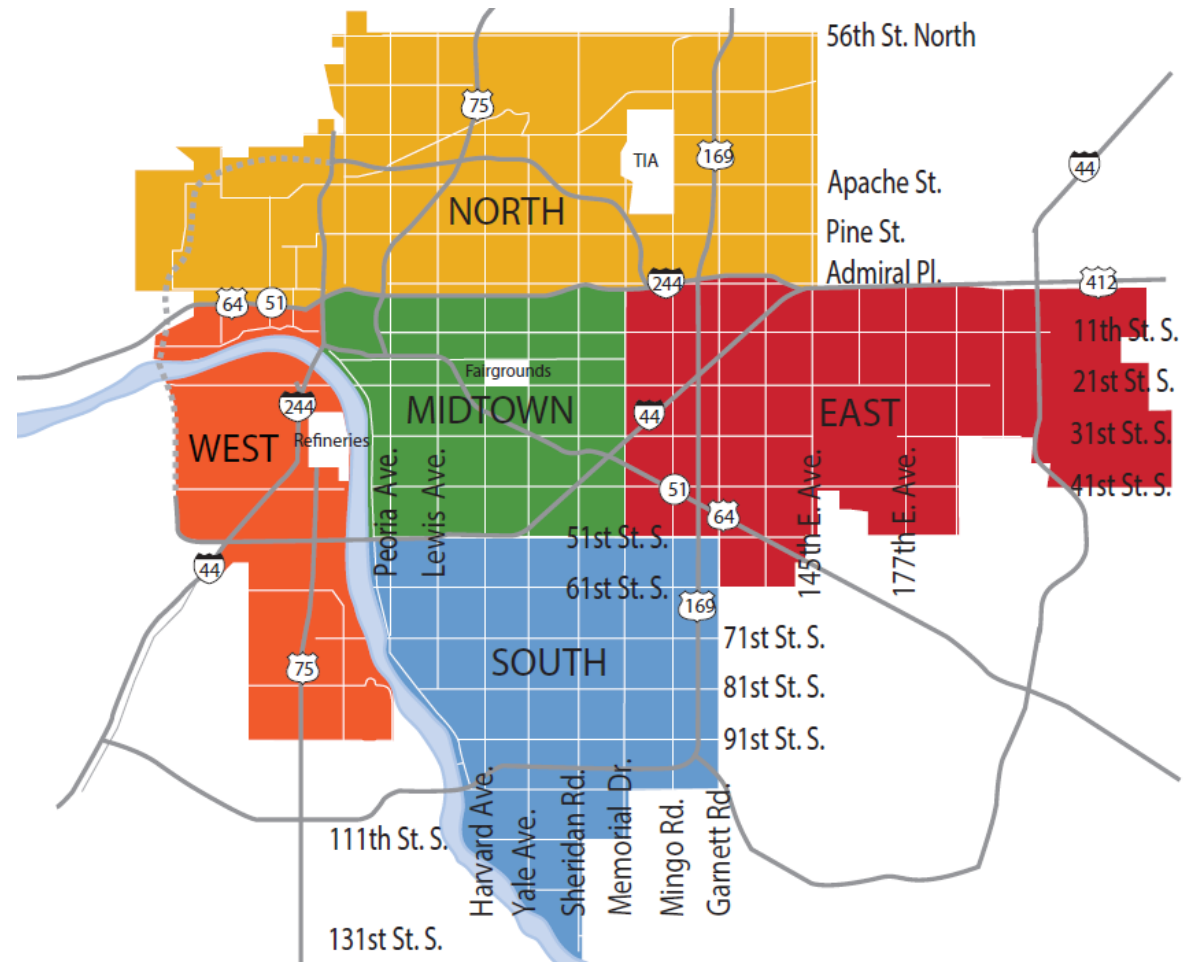 56th St. North
75
TIA
169
44
Apache St.
NORTH
Pine St.
Admiral Pl.
244
412
64
51
11th St. S.
Fairgrounds
21st St. S.
244
MIDTOWN
44
EAST
31st St. S.
Refineries
WEST
Peoria Ave.
Lewis Ave.
145th E. Ave.
177th E. Ave.
41st St. S.
51
64
51st St. S.
44
61st St. S.
169
71st St. S.
SOUTH
75
81st St. S.
91st St. S.
Harvard Ave.
Yale Ave.
Sheridan Rd.
Memorial Dr.
Mingo Rd.
Garnett Rd.
111th St. S.
131st St. S.